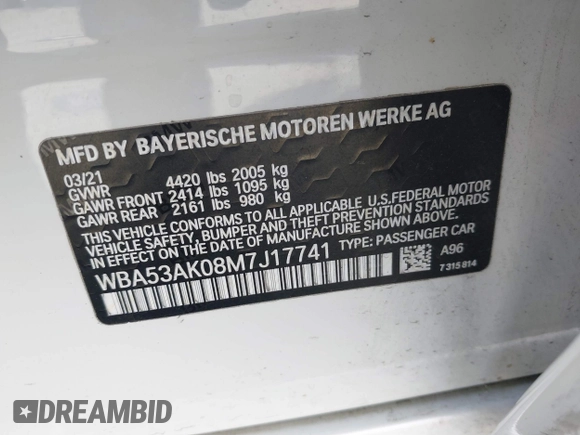 MFD BY BAYERISCHE MOTOREN WERKE AG
03/21
GVWR 4420 lbs 2005 kg
GAWR FRONT 2414 lbs 1095 kg
GAWR REAR 2161 lbs 980 kg
THIS VEHICLE CONFORMS TO ALL APPLICABLE U.S.FEDERAL MOTOR
VEHICLE SAFETY, BUMPER, AND THEFT PREVENTION STANDARDS
IN EFFECT ON THE DATE OF MANUFACTURE SHOWN ABOVE.
WBA53AK08M7J17741 TYPE: PASSENGER CAR
A96
7 315 814
DREAMBID